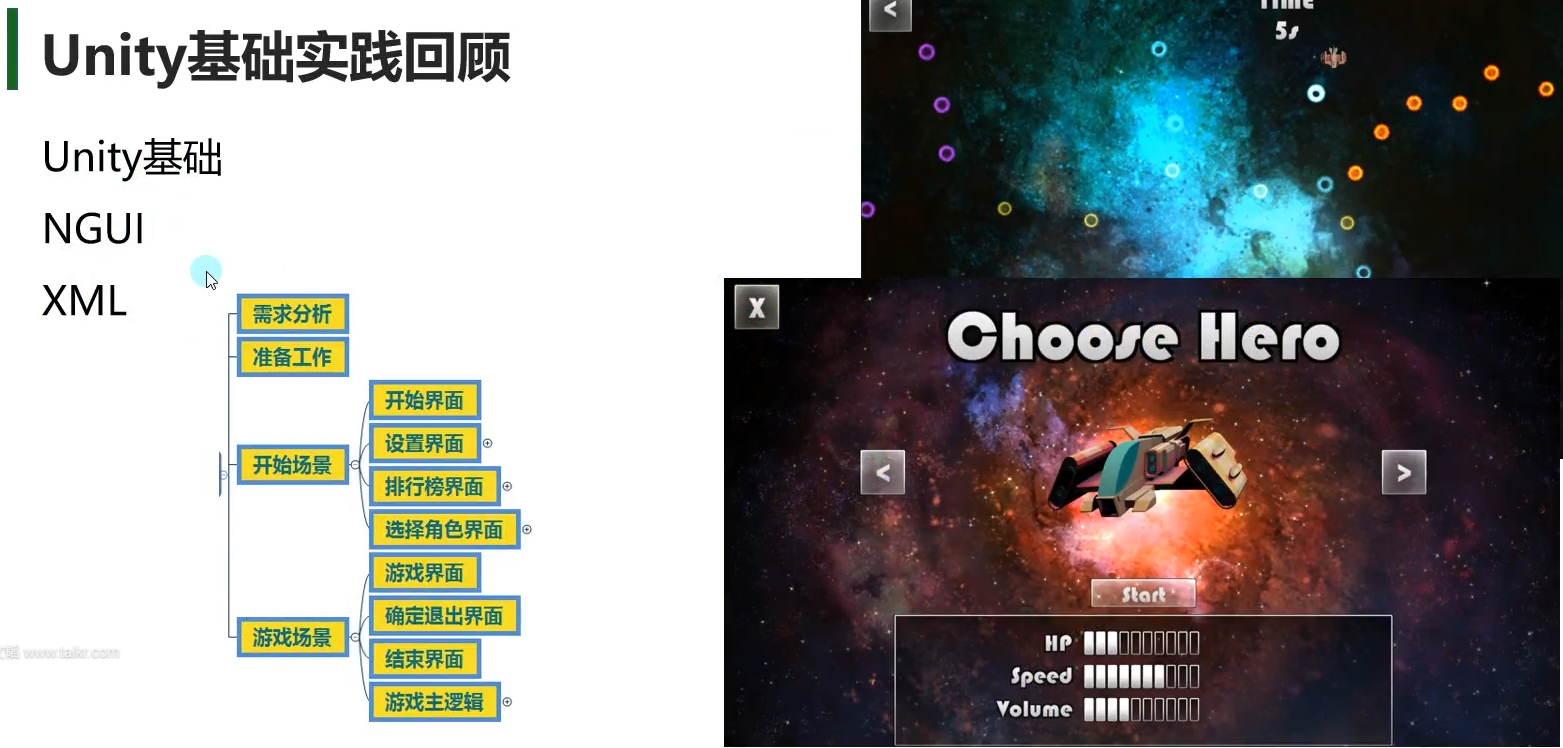 Unity基础实践回顾
Unity基础
NGUI
XML
需求分析
准备工作
开始场景
开始界面
设置界面
排行榜界面
选择角色界面
游戏场景
游戏界面
确定退出界面
结束界面
游戏主逻辑
www.taikr.com
<
Time
5s
X
Choose Hero
<
>
Start
HP
Speed
Volume